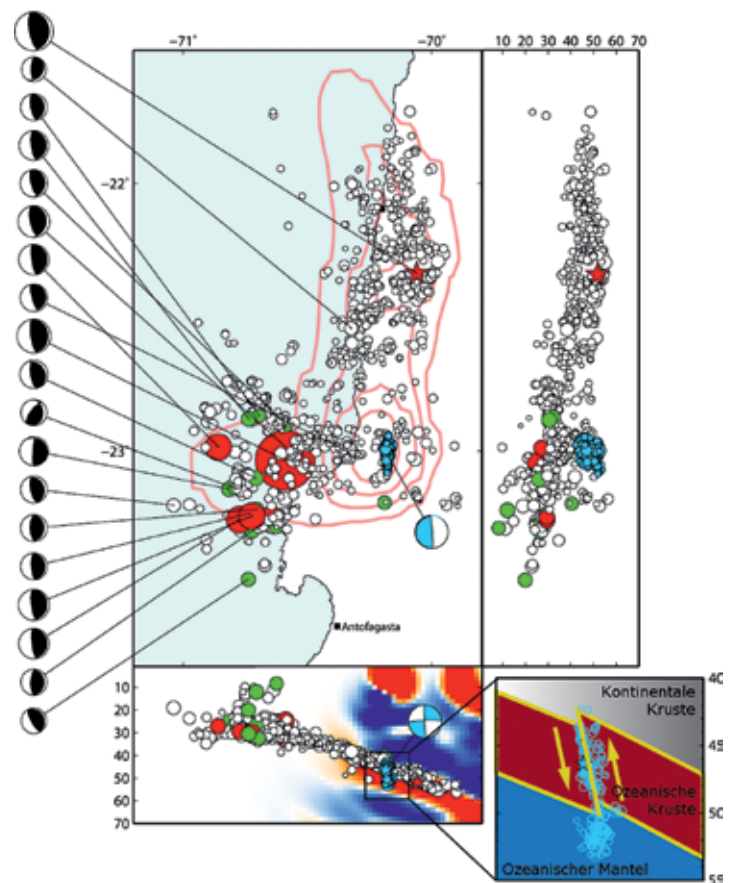 −71° −70° 10 20 30 40 50 60 70
−22°
−23°
Antofagasta
10
20
30
40
50
60
70
40
Kontinentale
Kruste
45
Ozeanische
Kruste
50
Ozeanischer Mantel
55